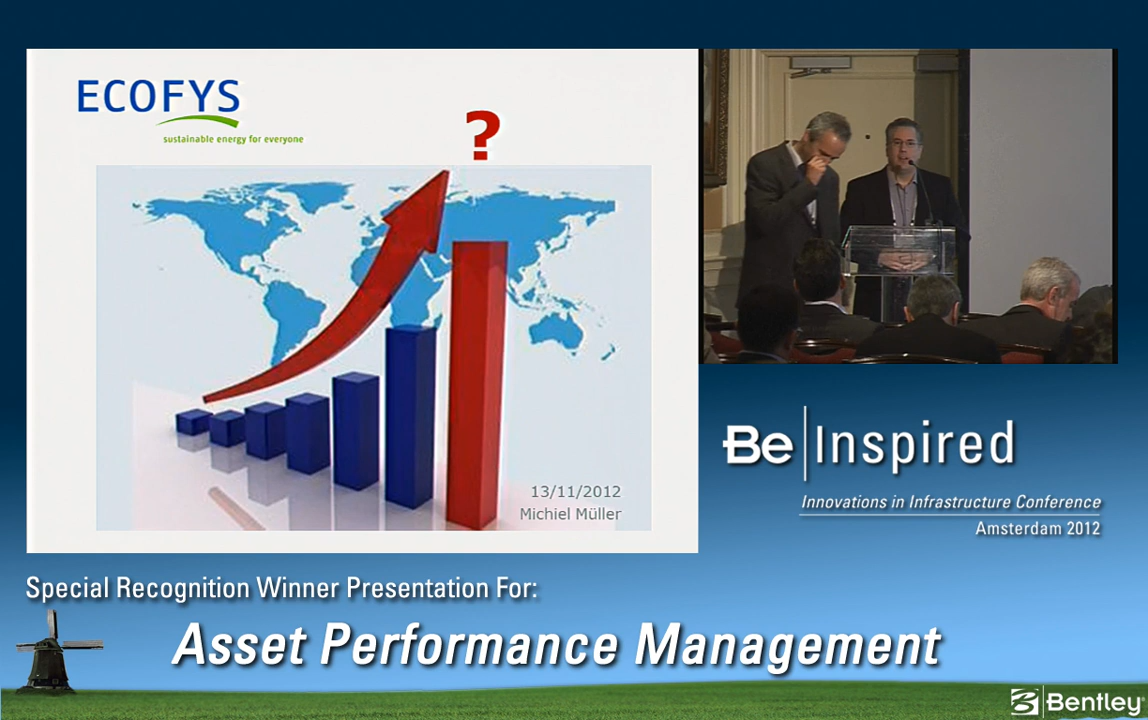 ECOFYS
sustainable energy for everyone
?
13/11/2012
Michiel Müller
Be Inspired
Innovations in Infrastructure Conference
Amsterdam 2012
Special Recognition Winner Presentation For:
Asset Performance Management
Bentley